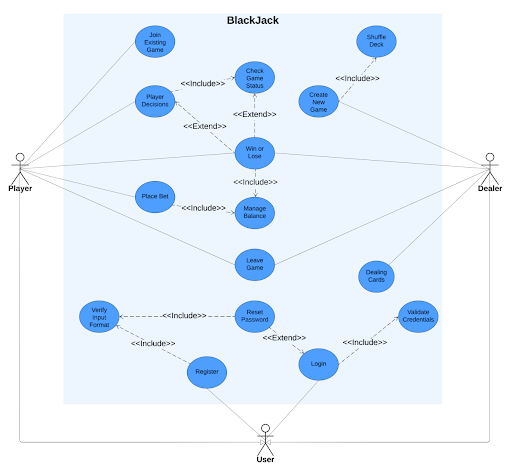 BlackJack
Join
Existing
Game
Shuffle
Deck
Check
Game
Status
<<Include>>
<<Include>>
Player
Decisions
Create
New
Game
<<Extend>>
<<Extend>>
Win or
Lose
Player
Dealer
<<Include>>
Place Bet
<<Include>>
Manage
Balance
Leave
Game
Dealing
Cards
Verify
Input
Format
<<Include>>
Reset
Password
Validate
Credentials
<<Extend>>
<<Include>>
<<Include>>
Register
Login
User